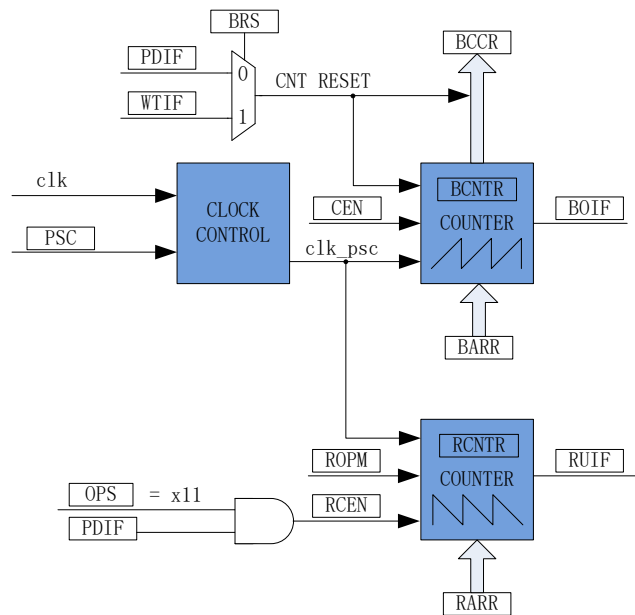 BRS
BCCR
PDIF
0
CNT RESET
WTIF
1
clk
CLOCK
CONTROL
PSC
clk_psc
CEN
BCNTR
COUNTER
BOIF
BARR
RCNTR
COUNTER
RUIF
ROPM
OPS = x11
RCEN
PDIF
RARR